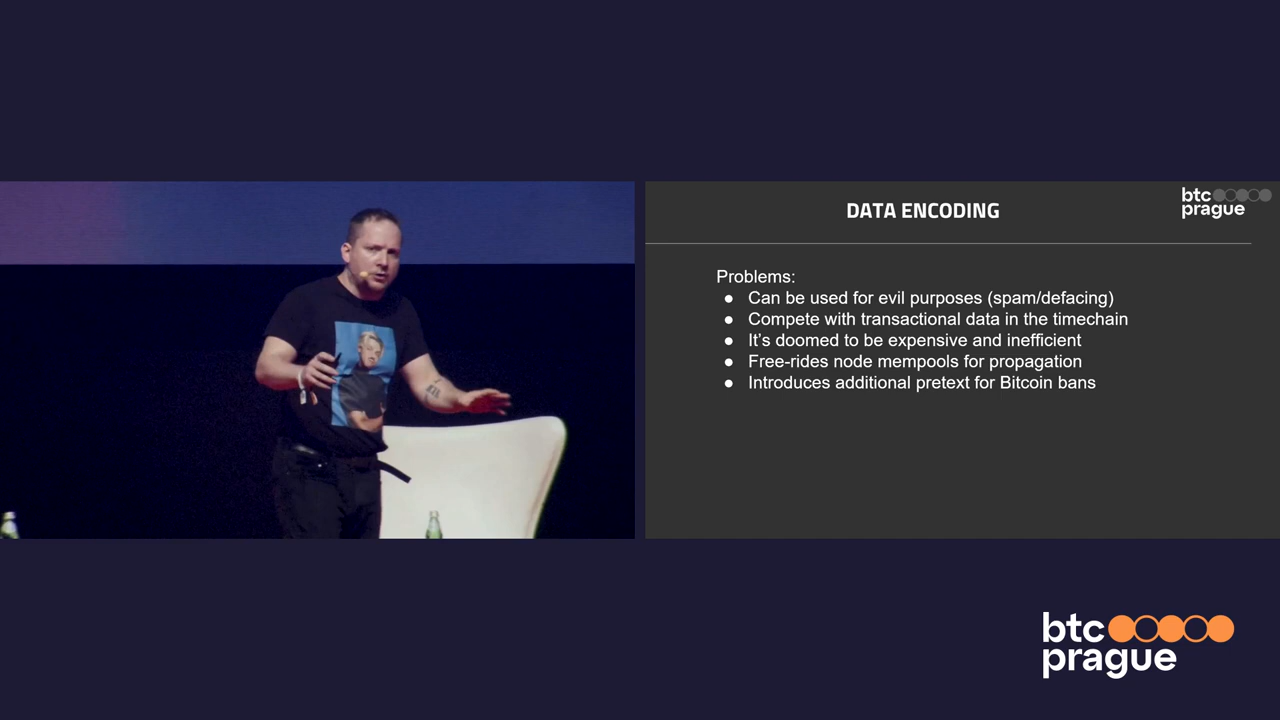 DATA ENCODING
btc
prague
Problems:
● Can be used for evil purposes (spam/defacing)
● Compete with transactional data in the timechain
● It's doomed to be expensive and inefficient
● Free-rides node mempools for propagation
● Introduces additional pretext for Bitcoin bans
btc
prague